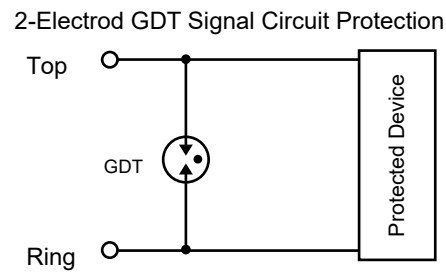 2-Electrod GDT Signal Circuit Protection
Top
GDT
Protected Device
Ring